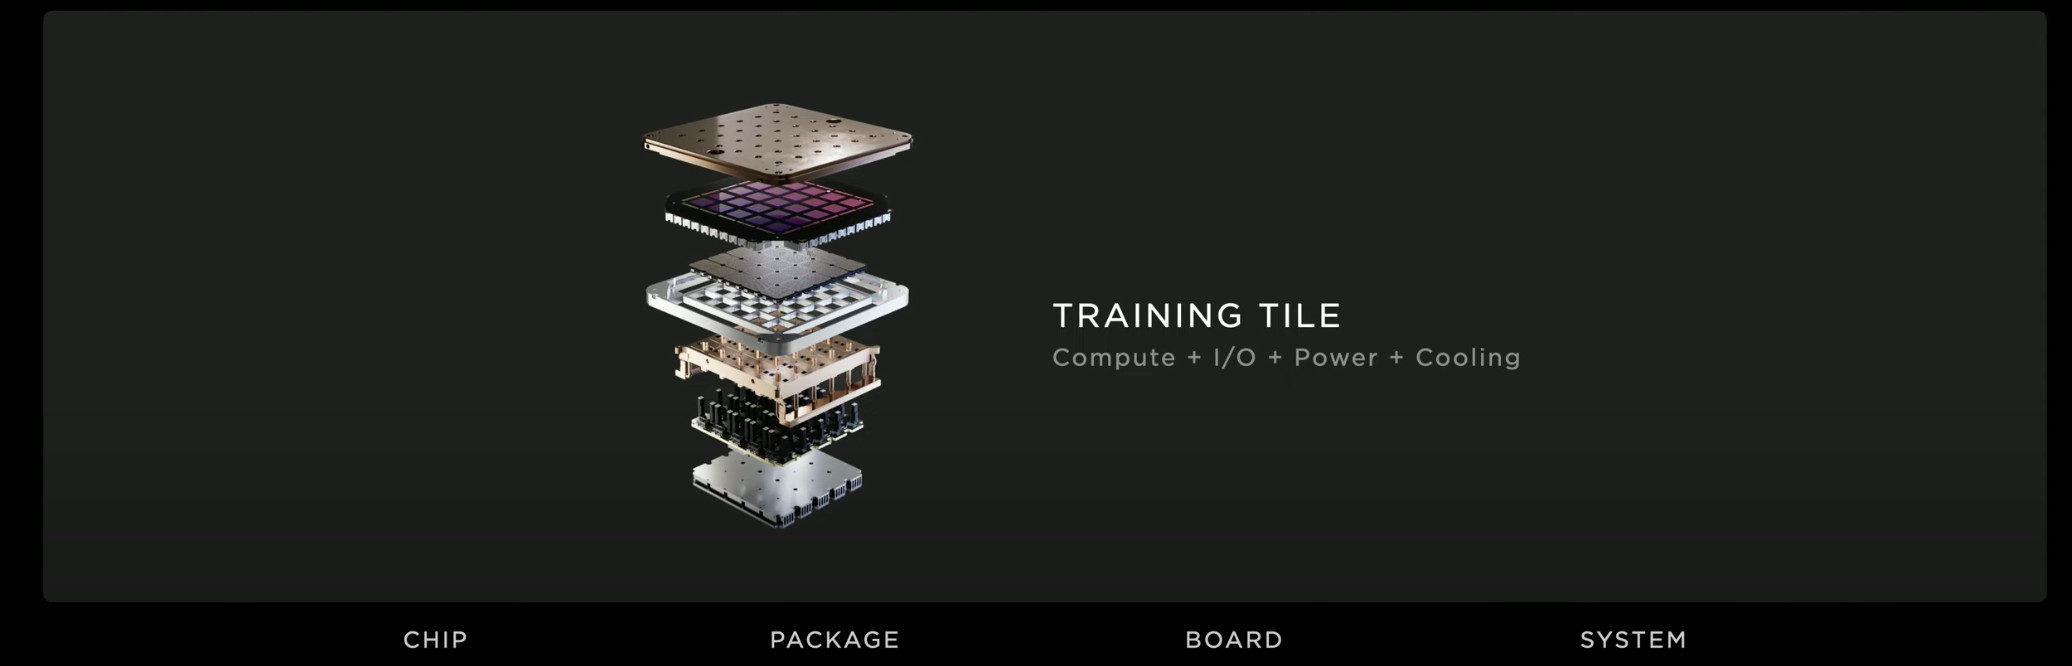 TRAINING TILE
Compute + I/O + Power + Cooling
CHIP
PACKAGE
BOARD
SYSTEM